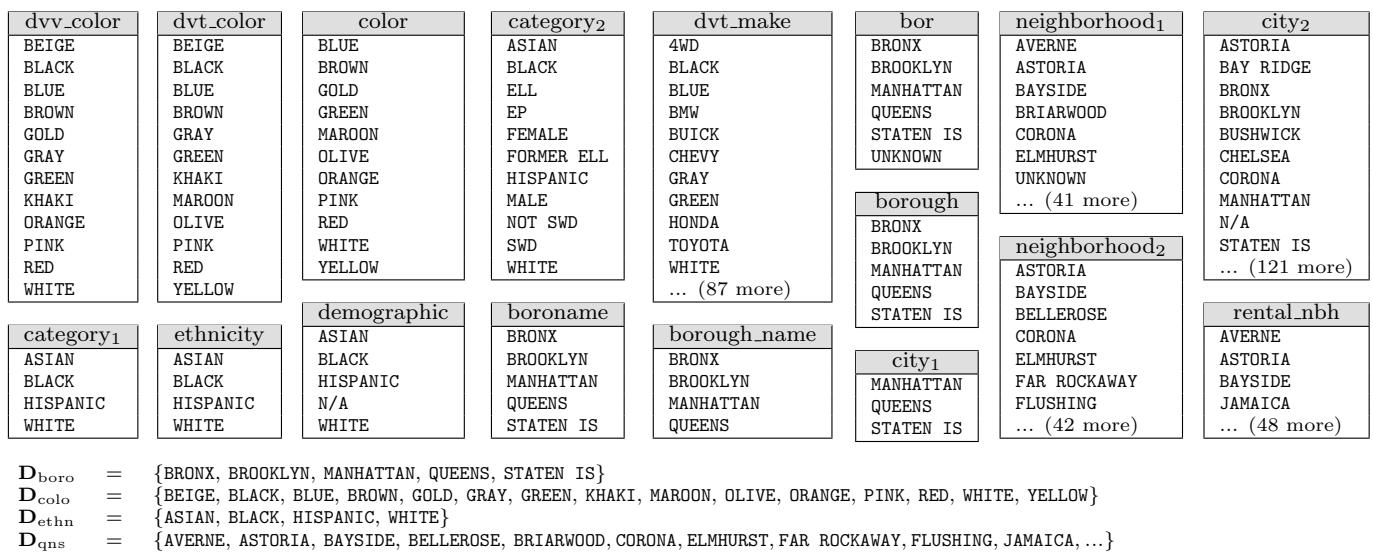 dvv_color
BEIGE
BLACK
BLUE
BROWN
GOLD
GRAY
GREEN
KHAKI
ORANGE
PINK
RED
WHITE
category₁
ASIAN
BLACK
HISPANIC
WHITE
dvt_color
BEIGE
BLACK
BLUE
BROWN
GRAY
GREEN
KHAKI
MAROON
OLIVE
PINK
RED
YELLOW
ethnicity
ASIAN
BLACK
HISPANIC
WHITE
color
BLUE
BROWN
GOLD
GREEN
MAROON
OLIVE
ORANGE
PINK
RED
WHITE
YELLOW
demographic
ASIAN
BLACK
HISPANIC
N/A
WHITE
category₂
ASIAN
BLACK
ELL
EP
FEMALE
FORMER ELL
HISPANIC
MALE
NOT SWD
SWD
WHITE
boroname
BRONX
BROOKLYN
MANHATTAN
QUEENS
STATEN IS
dvt_make
4WD
BLACK
BLUE
BMW
BUICK
CHEVY
GRAY
GREEN
HONDA
TOYOTA
WHITE
... (87 more)
borough_name
BRONX
BROOKLYN
MANHATTAN
QUEENS
bor
BRONX
BROOKLYN
MANHATTAN
QUEENS
STATEN IS
UNKNOWN
borough
BRONX
BROOKLYN
MANHATTAN
QUEENS
STATEN IS
city₁
MANHATTAN
QUEENS
STATEN IS
neighborhood₁
AVERNE
ASTORIA
BAYSIDE
BRIARWOOD
CORONA
ELMHURST
UNKNOWN
... (41 more)
neighborhood₂
ASTORIA
BAYSIDE
BELLEROSE
CORONA
ELMHURST
FAR ROCKAWAY
FLUSHING
... (42 more)
city₂
ASTORIA
BAY RIDGE
BRONX
BROOKLYN
BUSHWICK
CHELSEA
CORONA
MANHATTAN
N/A
STATEN IS
... (121 more)
rental_nbh
AVERNE
ASTORIA
BAYSIDE
JAMAICA
... (48 more)
D_boro = {BRONX, BROOKLYN, MANHATTAN, QUEENS, STATEN IS}
D_colo = {BEIGE, BLACK, BLUE, BROWN, GOLD, GRAY, GREEN, KHAKI, MAROON, OLIVE, ORANGE, PINK, RED, WHITE, YELLOW}
D_ethn = {ASIAN, BLACK, HISPANIC, WHITE}
D_qns = {AVERNE, ASTORIA, BAYSIDE, BELLEROSE, BRIARWOOD, CORONA, ELMHURST, FAR ROCKAWAY, FLUSHING, JAMAICA, ...}